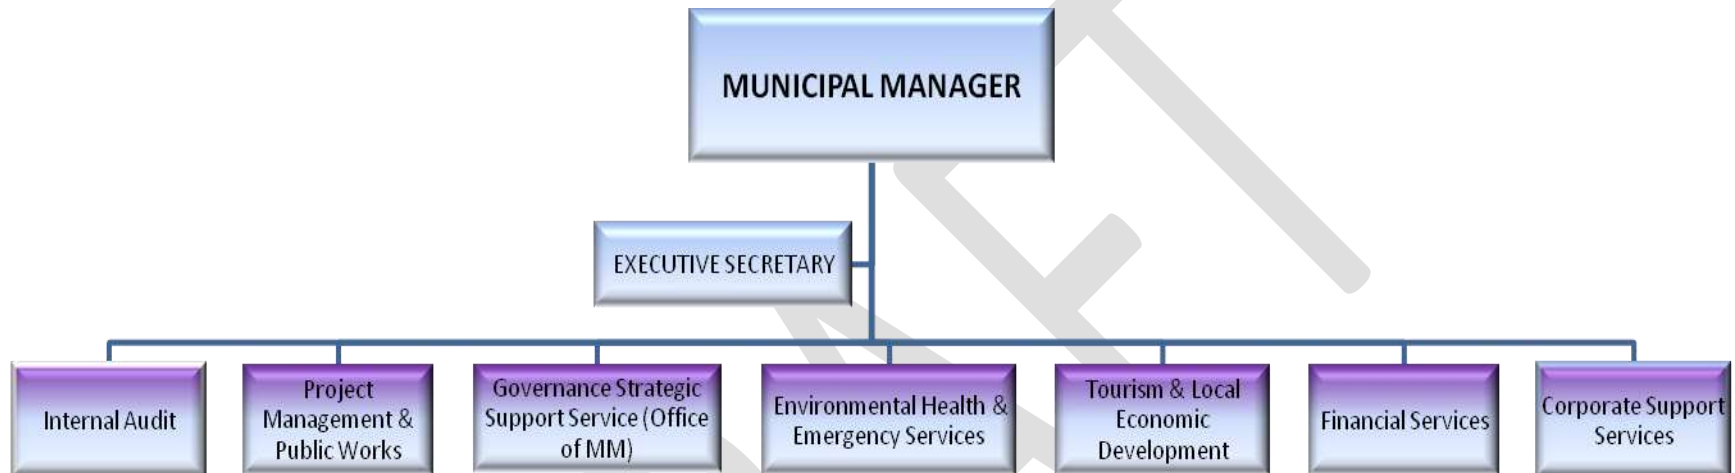 MUNICIPAL MANAGER
EXECUTIVE SECRETARY
Internal Audit
Project
Management &
Public Works
Governance Strategic
Support Service (Office
of MM)
Environmental Health &
Emergency Services
Tourism & Local
Economic
Development
Financial Services
Corporate Support
Services